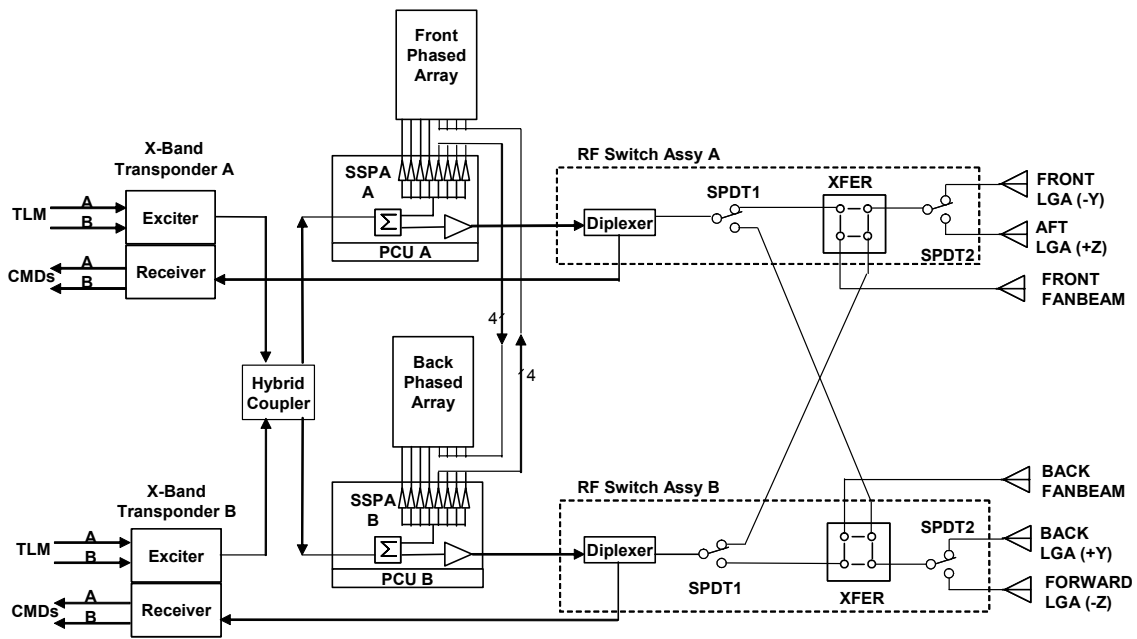 Front
Phased
Array
X-Band
Transponder A
SSPA
A
RF Switch Assy A
TLM
A
B
Exciter
Σ
PCU A
Diplexer
SPDT1
XFER
SPDT2
FRONT
LGA (-Y)
AFT
LGA (+Z)
CMDs
A
B
Receiver
FRONT
FANBEAM
4
4
Hybrid
Coupler
Back
Phased
Array
X-Band
Transponder B
SSPA
B
RF Switch Assy B
BACK
FANBEAM
TLM
A
B
Exciter
Σ
PCU B
Diplexer
SPDT1
XFER
SPDT2
BACK
LGA (+Y)
FORWARD
LGA (-Z)
CMDs
A
B
Receiver